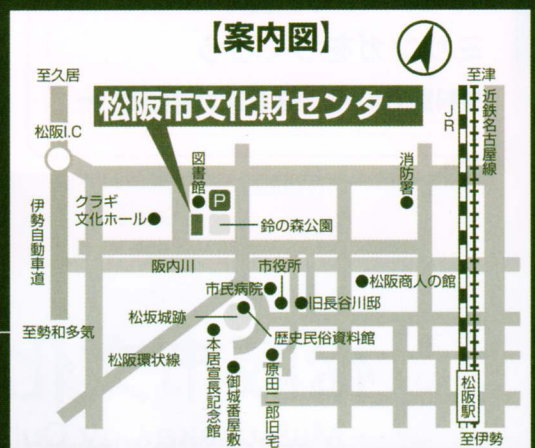 【案内図】
至久居
至津
松阪市文化財センター
JR
近鉄名古屋線
松阪I.C
図書館
P
消防署
クラギ
文化ホール
鈴の森公園
伊勢自動車道
阪内川
市役所
松阪商人の館
市民病院
旧長谷川邸
松坂城跡
歴史民俗資料館
至勢和多気
松阪環状線
本居宣長記念館
御城番屋敷
原田二郎旧宅
松阪駅
至伊勢